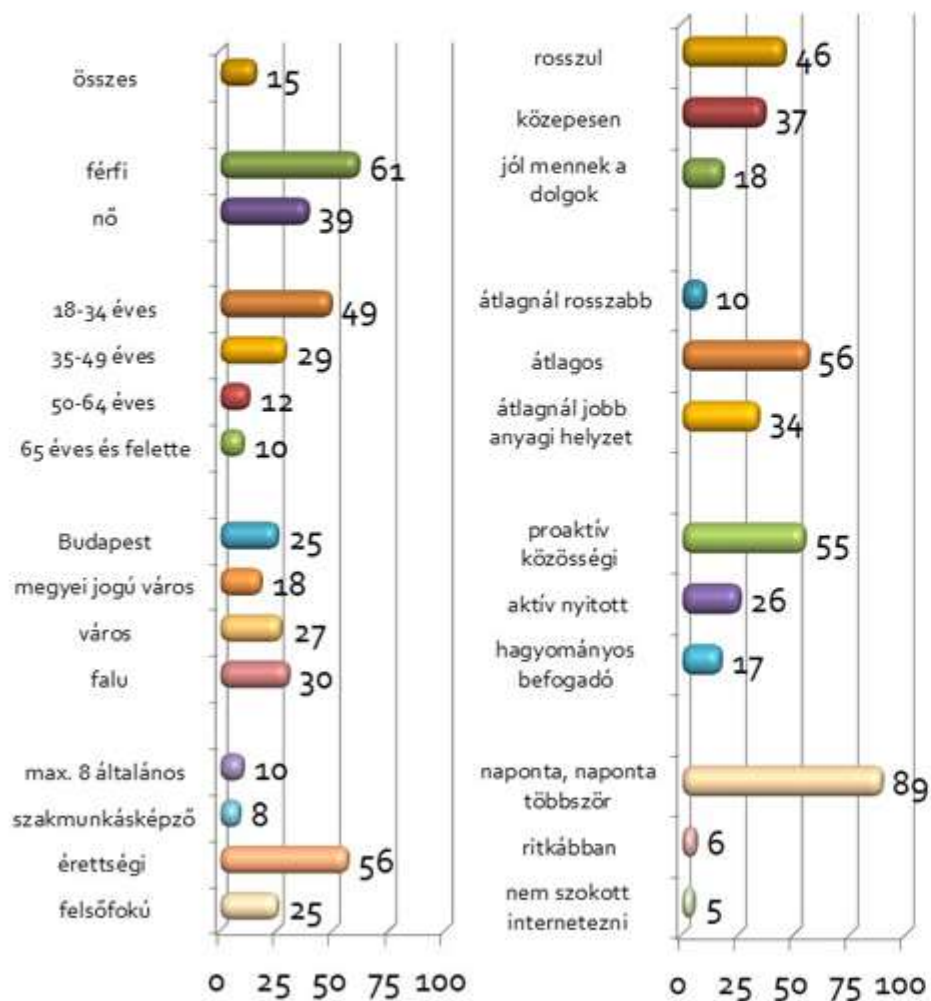 összes 15
férfi 61
nő 39
18-34 éves 49
35-49 éves 29
50-64 éves 12
65 éves és felette 10
Budapest 25
megyei jogú város 18
város 27
falu 30
max. 8 általános 10
szakmunkásképző 8
érettségi 56
felsőfokú 25
0 25 50 75 100
rosszul 46
közepesen 37
jól mennek a
dolgok 18
átlagnál rosszabb 10
átlagos 56
átlagnál jobb
anyagi helyzet 34
proaktív
közösségi 55
aktív nyitott 26
hagyományos
befogadó 17
naponta, naponta
többször 89
ritkábban 6
nem szokott
internetezni 5
0 25 50 75 100